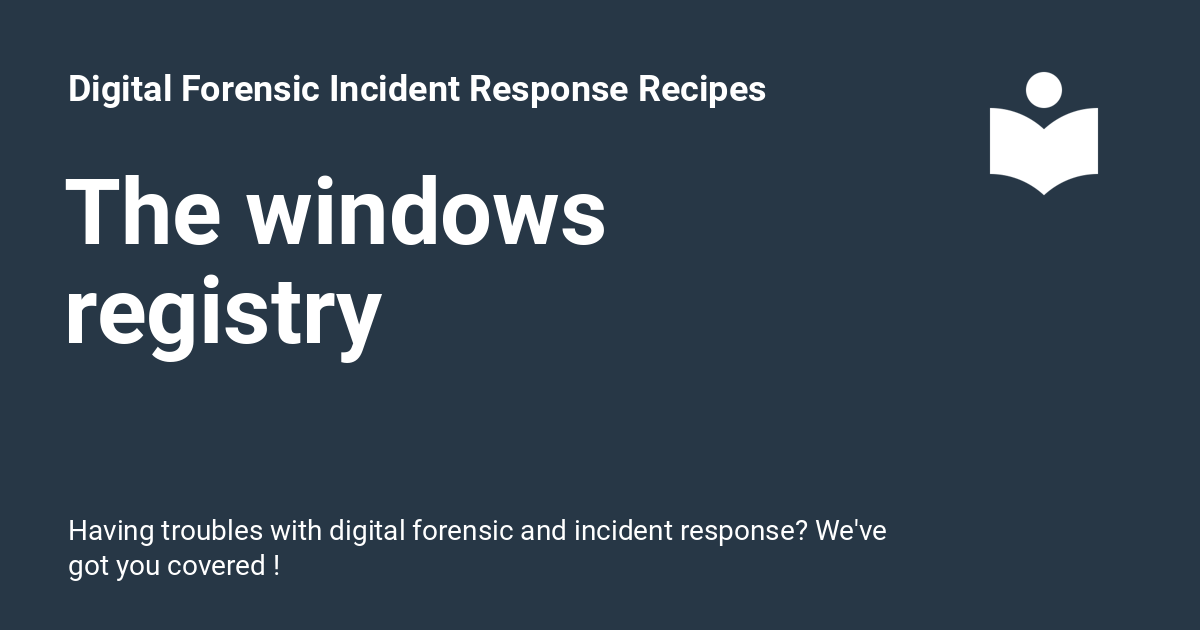 Digital Forensic Incident Response Recipes
The windows
registry
Having troubles with digital forensic and incident response? We've
got you covered !